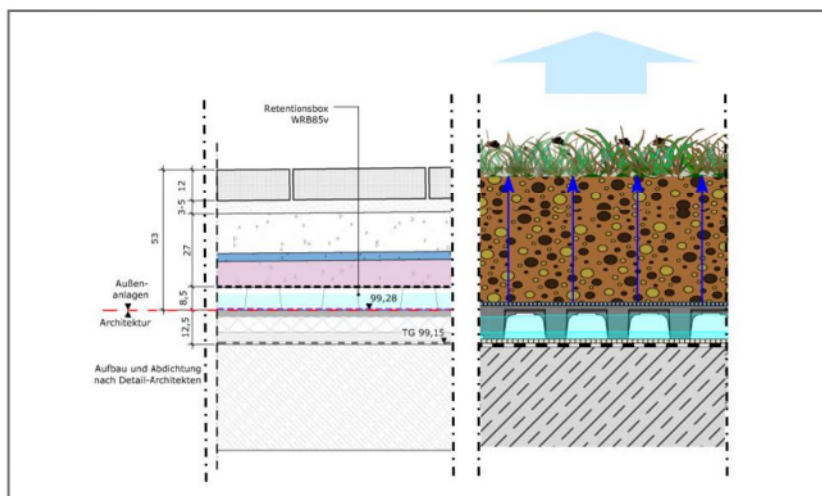 Retentionsbox
WRB85v
12
3-5
53
27
8,5
12,5
Außen-
anlagen
Architektur
99,28
TG 99,15
Aufbau und Abdichtung
nach Detail-Architekten